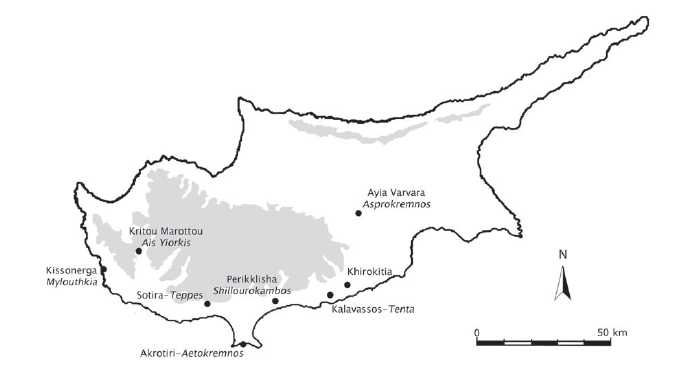 Ayia Varvara
Asprokremnos
Kritou Marottou
Ais Yiorkis
N
Kissonerga
Mylouthkia
Perikklisha
Shillourokambos
Khirokitia
Sotira–Teppes
Kalavassos–Tenta
0
50 km
Akrotiri–Aetokremnos